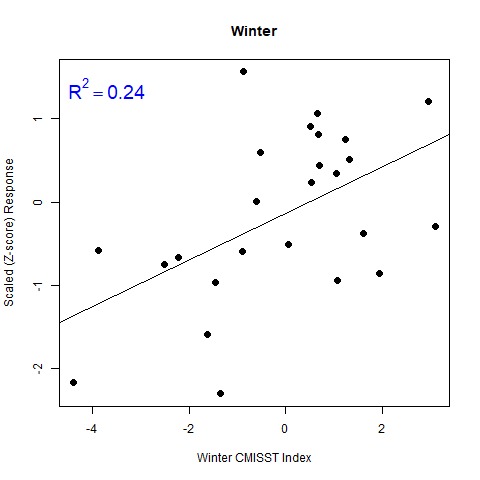 Winter
R² = 0.24
Scaled (Z-score) Response
1
0
-1
-2
-4
-2
0
2
Winter CMISST Index